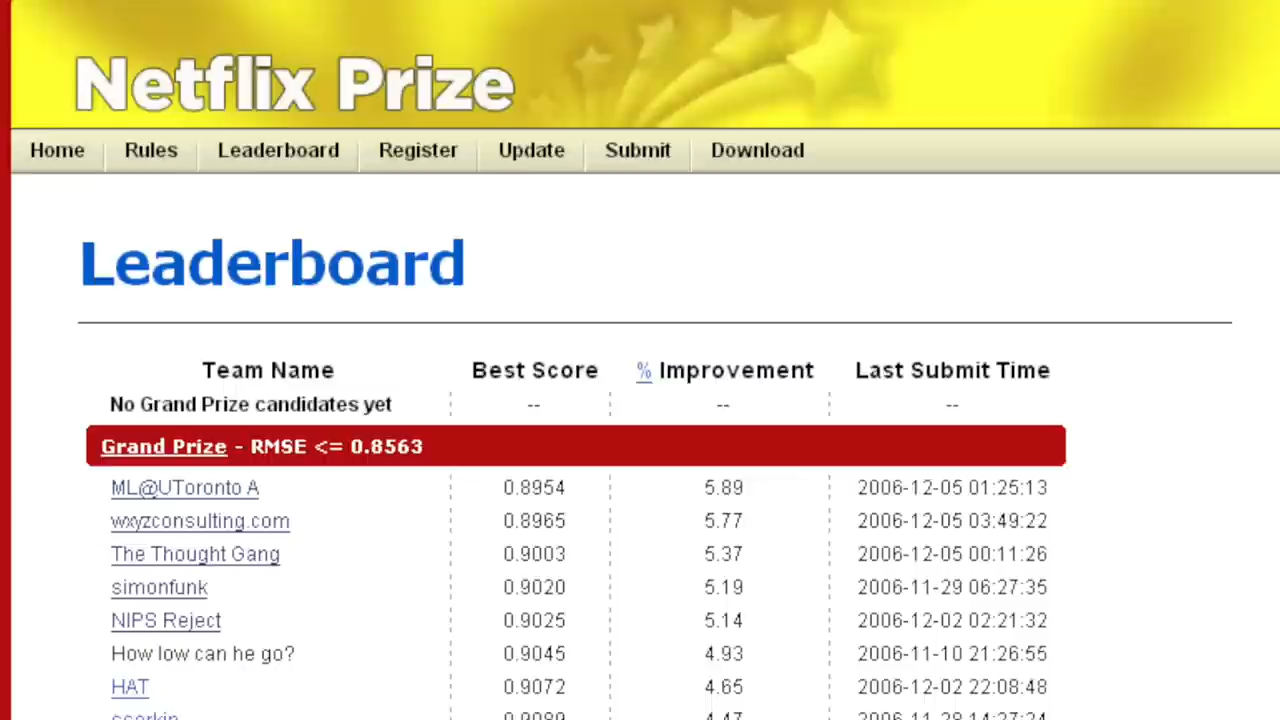 Netflix Prize
Home Rules Leaderboard Register Update Submit Download
Leaderboard
Team Name Best Score % Improvement Last Submit Time
No Grand Prize candidates yet -- -- --
Grand Prize - RMSE <= 0.8563
ML@UToronto A 0.8954 5.89 2006-12-05 01:25:13
wxyzconsulting.com 0.8965 5.77 2006-12-05 03:49:22
The Thought Gang 0.9003 5.37 2006-12-05 00:11:26
simonfunk 0.9020 5.19 2006-11-29 06:27:35
NIPS Reject 0.9025 5.14 2006-12-02 02:21:32
How low can he go? 0.9045 4.93 2006-11-10 21:26:55
HAT 0.9072 4.65 2006-12-02 22:08:48